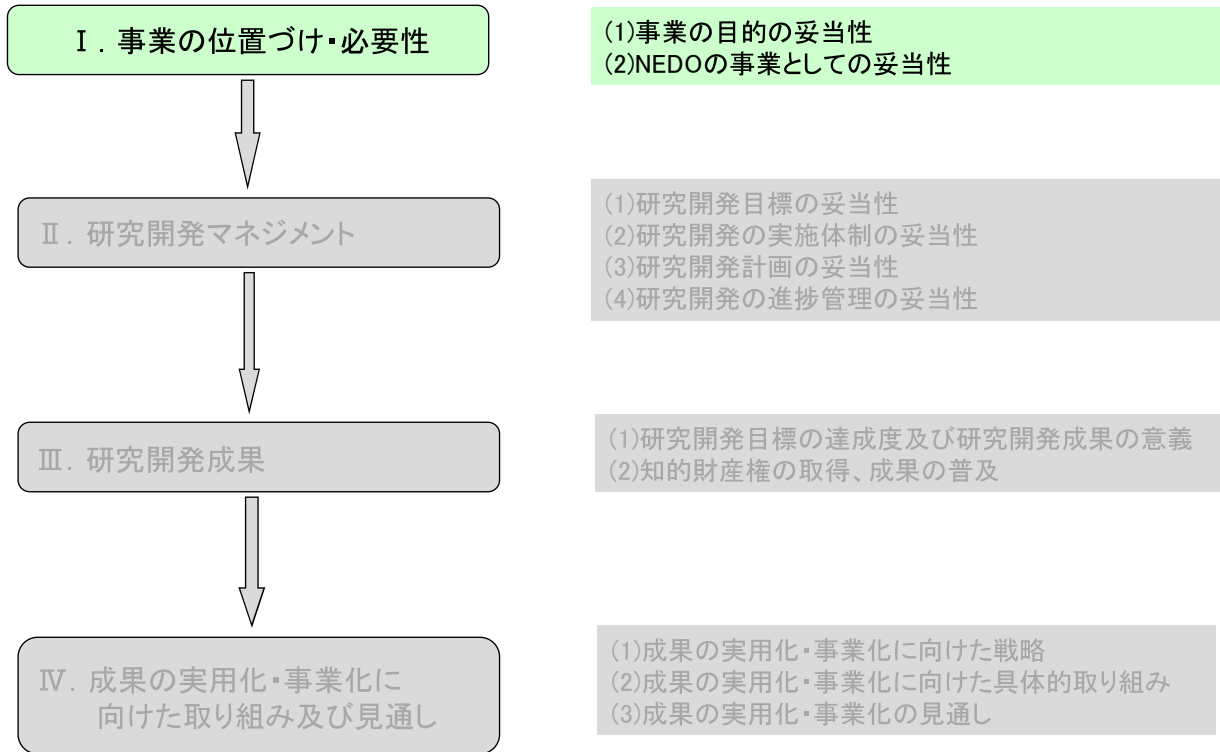 Ⅰ．事業の位置づけ・必要性
(1)事業の目的の妥当性
(2)NEDOの事業としての妥当性
Ⅱ．研究開発マネジメント
(1)研究開発目標の妥当性
(2)研究開発の実施体制の妥当性
(3)研究開発計画の妥当性
(4)研究開発の進捗管理の妥当性
Ⅲ．研究開発成果
(1)研究開発目標の達成度及び研究開発成果の意義
(2)知的財産権の取得、成果の普及
Ⅳ．成果の実用化・事業化に
向けた取り組み及び見通し
(1)成果の実用化・事業化に向けた戦略
(2)成果の実用化・事業化に向けた具体的取り組み
(3)成果の実用化・事業化の見通し